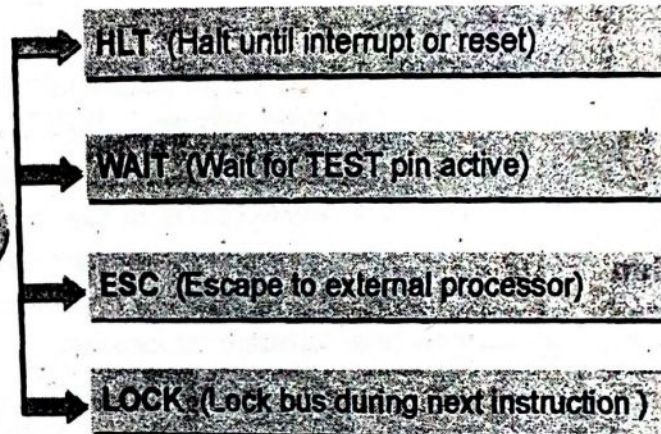 HLT (Halt until interrupt or reset)
WAIT (Wait for TEST pin active)
ESC (Escape to external processor)
LOCK (Lock bus during next instruction )